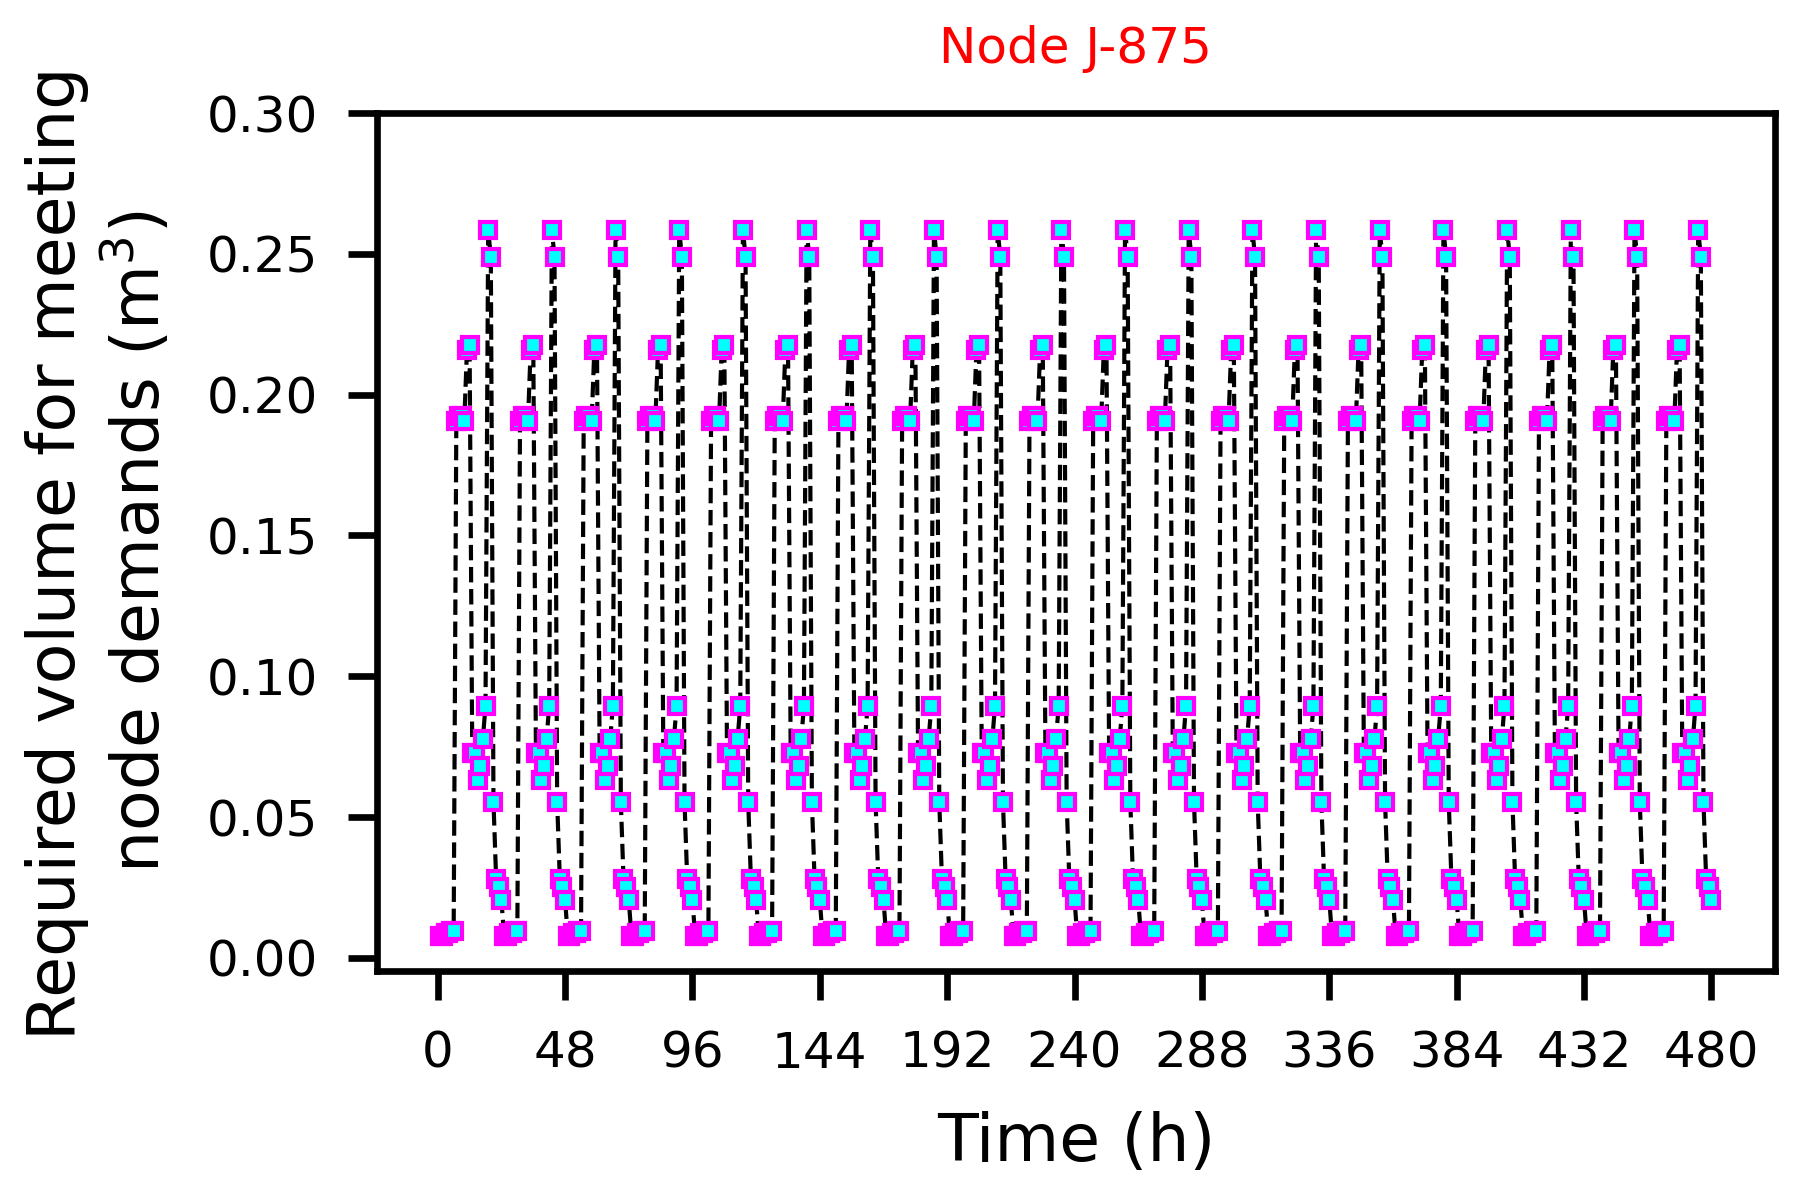 Node J-875
Required volume for meeting
node demands (m³)
0.30
0.25
0.20
0.15
0.10
0.05
0.00
0 48 96 144 192 240 288 336 384 432 480
Time (h)